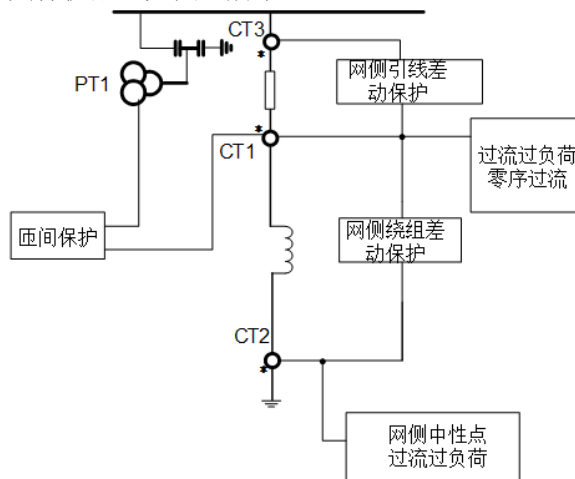 CT3
*
网侧引线差
动保护
PT1
*
CT1
过流过负荷
零序过流
匝间保护
网侧绕组差
动保护
CT2
*
网侧中性点
过流过负荷